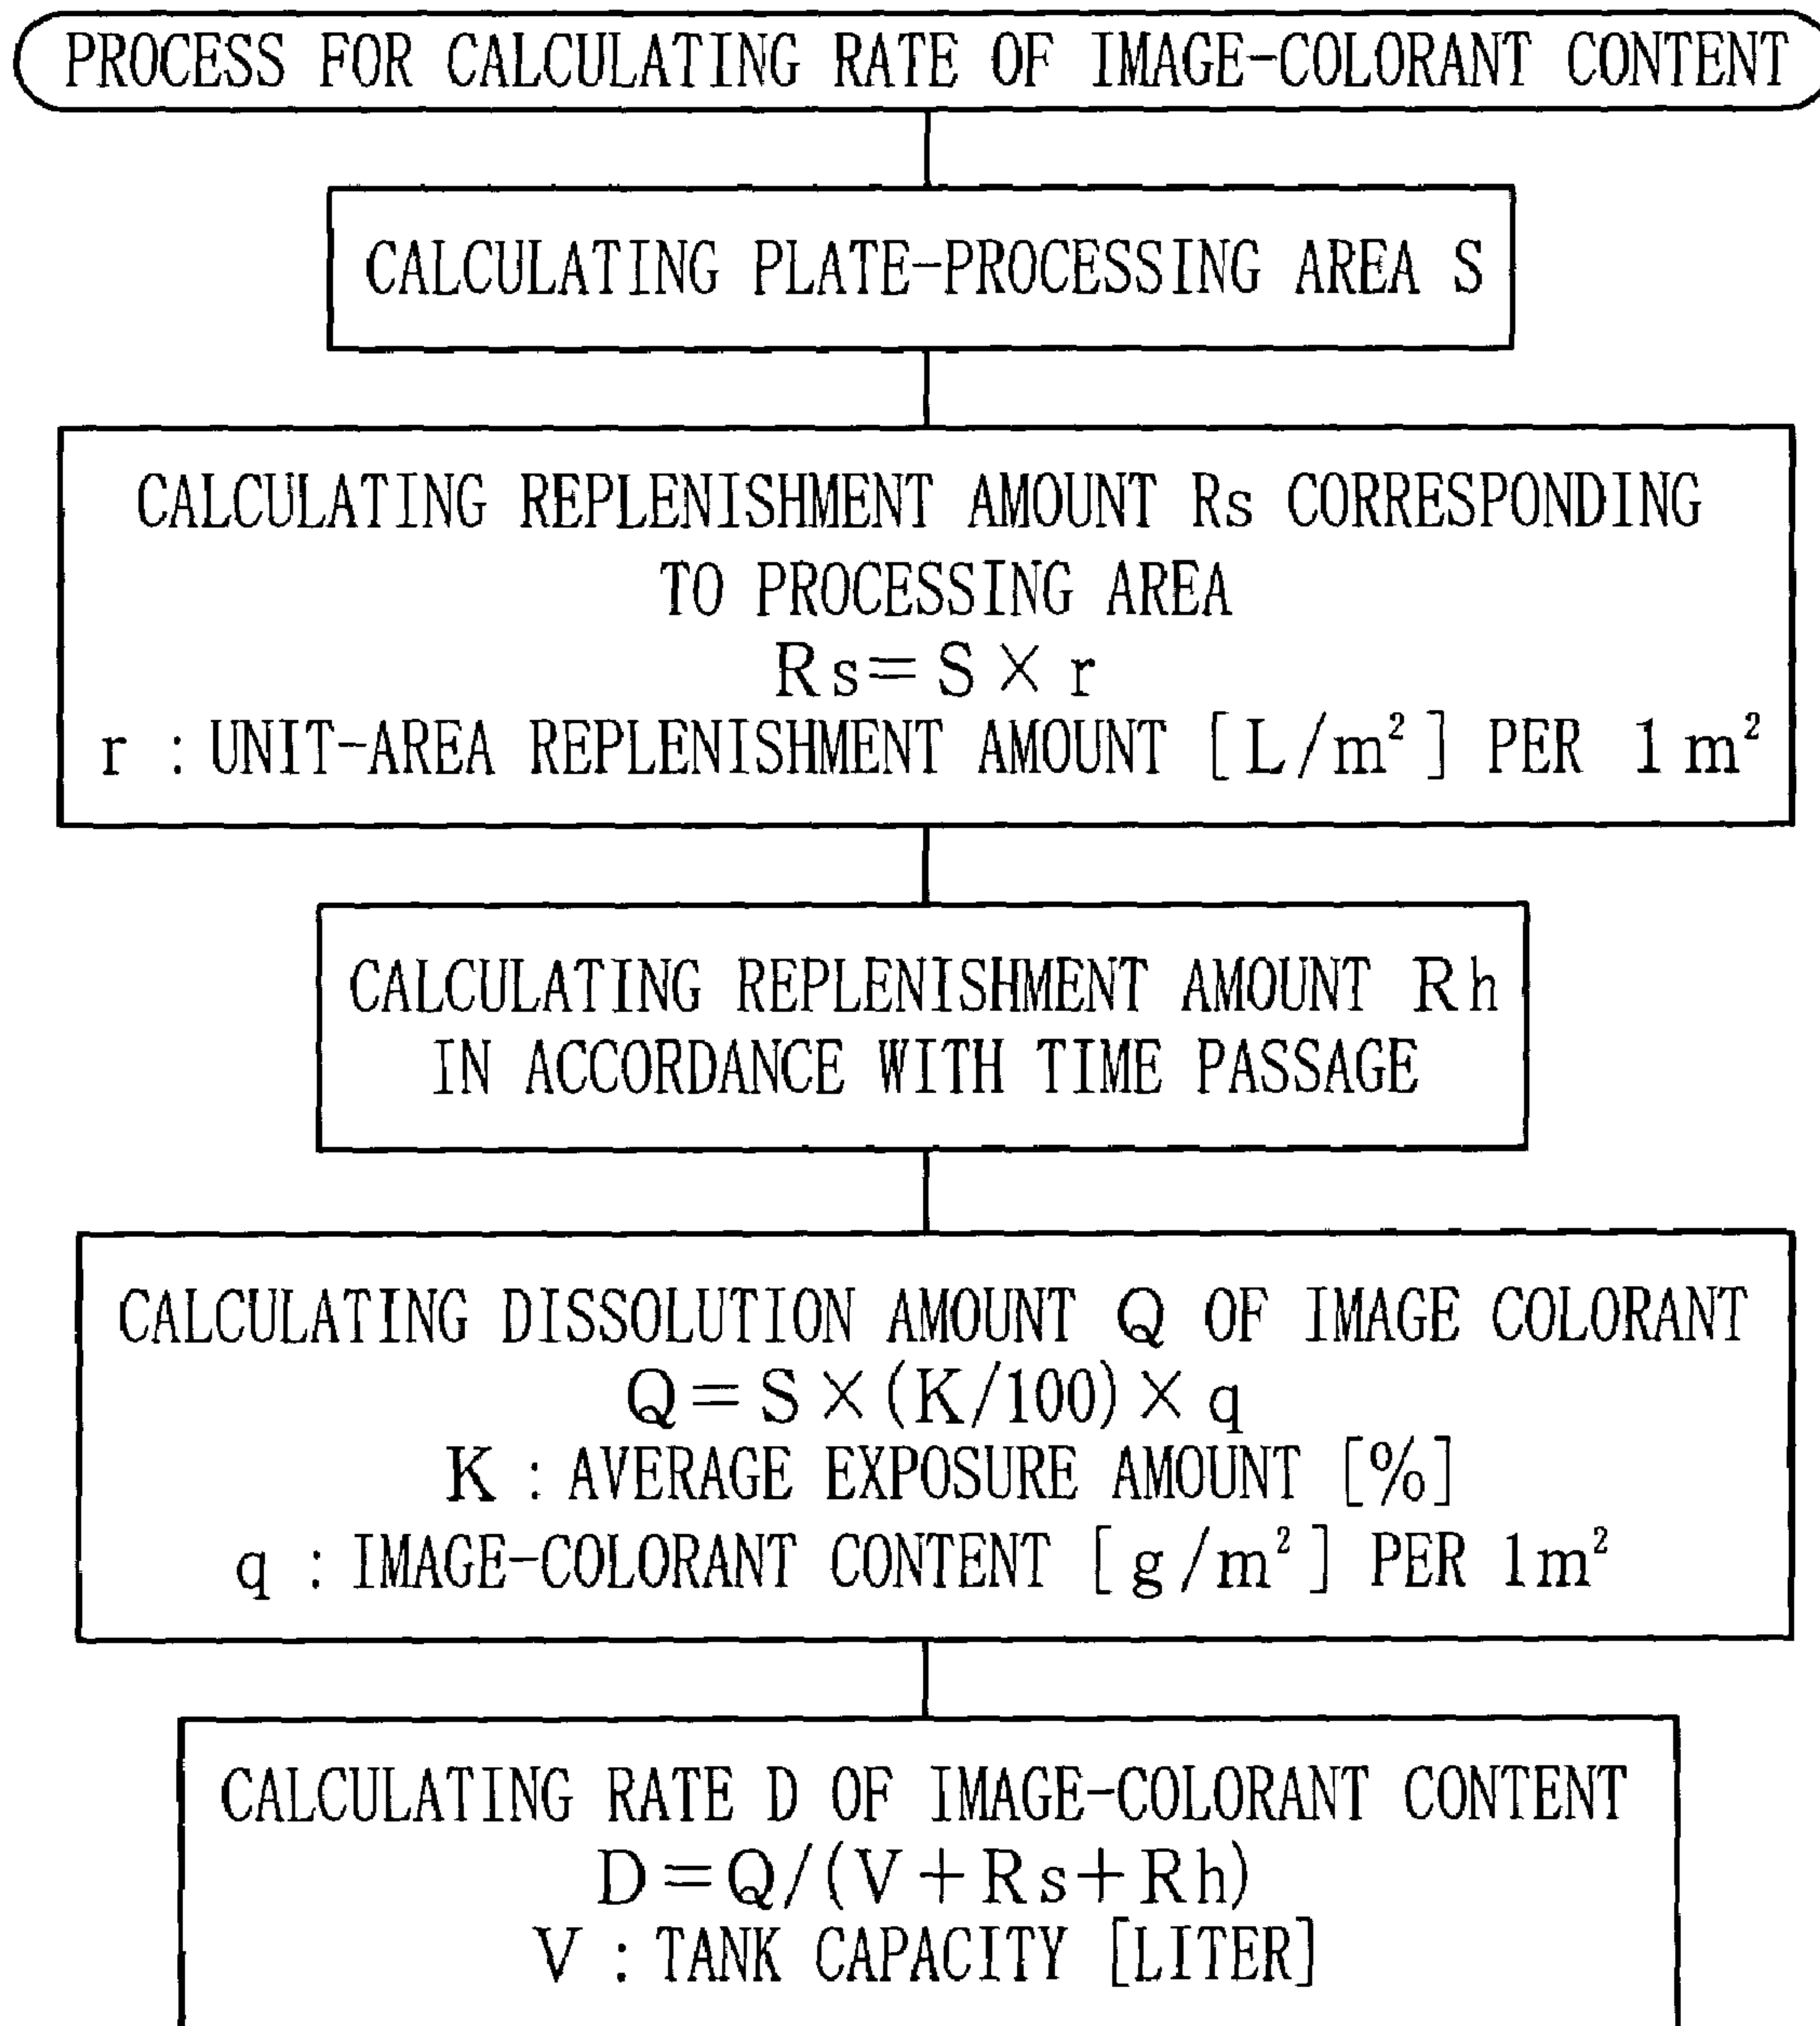 PROCESS FOR CALCULATING RATE OF IMAGE-COLORANT CONTENT
CALCULATING PLATE-PROCESSING AREA S
CALCULATING REPLENISHMENT AMOUNT Rs CORRESPONDING
TO PROCESSING AREA
Rs=S×r
r : UNIT-AREA REPLENISHMENT AMOUNT [L/m²] PER 1 m²
CALCULATING REPLENISHMENT AMOUNT Rh
IN ACCORDANCE WITH TIME PASSAGE
CALCULATING DISSOLUTION AMOUNT Q OF IMAGE COLORANT
Q=S×(K/100)×q
K : AVERAGE EXPOSURE AMOUNT [%]
q : IMAGE-COLORANT CONTENT [g/m²] PER 1m²
CALCULATING RATE D OF IMAGE-COLORANT CONTENT
D=Q/(V+Rs+Rh)
V : TANK CAPACITY [LITER]